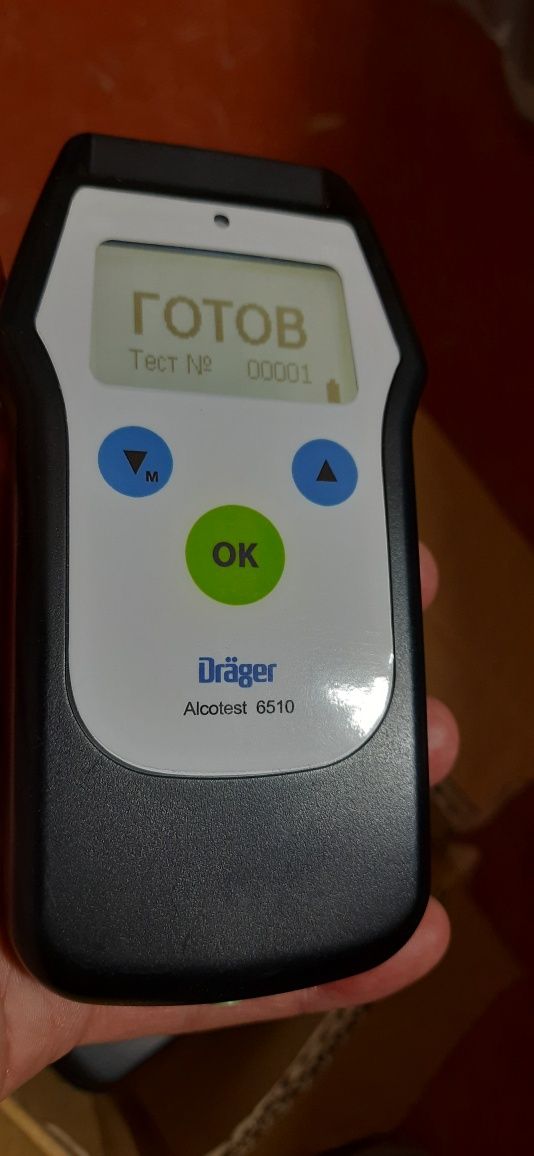 ГОТОВ
Тест № 00001
▼м
▲
OK
Dräger
Alcotest 6510